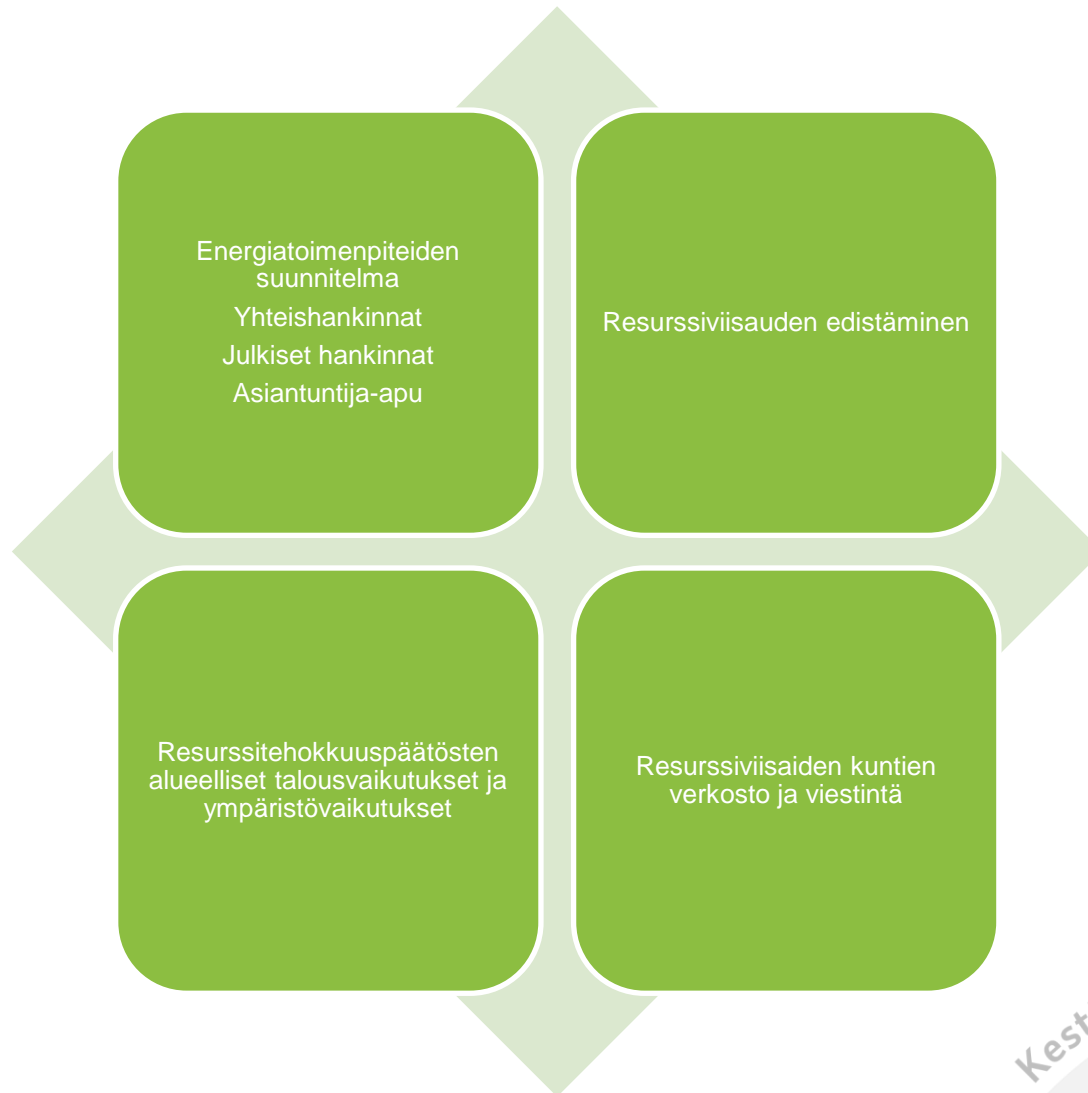 Energiatoimenpiteiden
suunnitelma
Yhteishankinnat
Julkiset hankinnat
Asiantuntija-apu
Resurssiviisauden edistäminen
Resurssitehokkuuspäätösten
alueelliset talousvaikutukset ja
ympäristövaikutukset
Resurssiviisaiden kuntien
verkosto ja viestintä